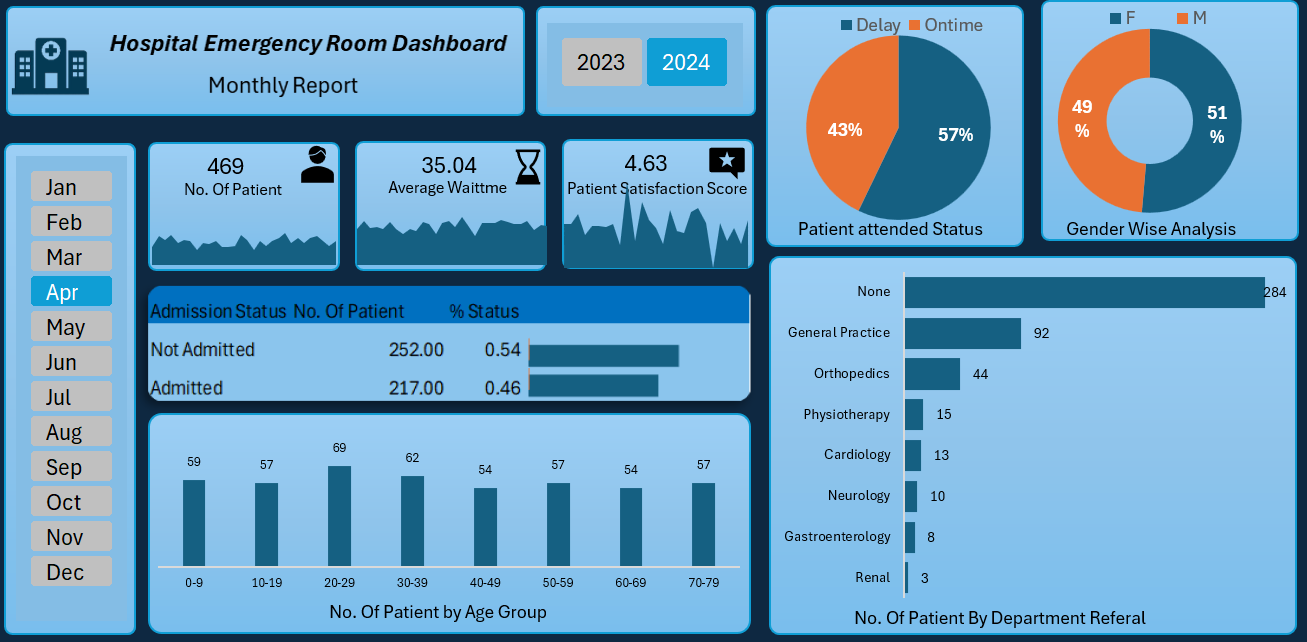 Hospital Emergency Room Dashboard
Monthly Report
2023 2024
Jan
Feb
Mar
Apr
May
Jun
Jul
Aug
Sep
Oct
Nov
Dec
469
No. Of Patient
35.04
Average Waittme
4.63
Patient Satisfaction Score
Delay Ontime
43% 57%
Patient attended Status
F M
49
%
51
%
Gender Wise Analysis
Admission Status No. Of Patient % Status
Not Admitted 252.00 0.54
Admitted 217.00 0.46
59 57 69 62 54 57 54 57
0-9 10-19 20-29 30-39 40-49 50-59 60-69 70-79
No. Of Patient by Age Group
None 284
General Practice 92
Orthopedics 44
Physiotherapy 15
Cardiology 13
Neurology 10
Gastroenterology 8
Renal 3
No. Of Patient By Department Referal